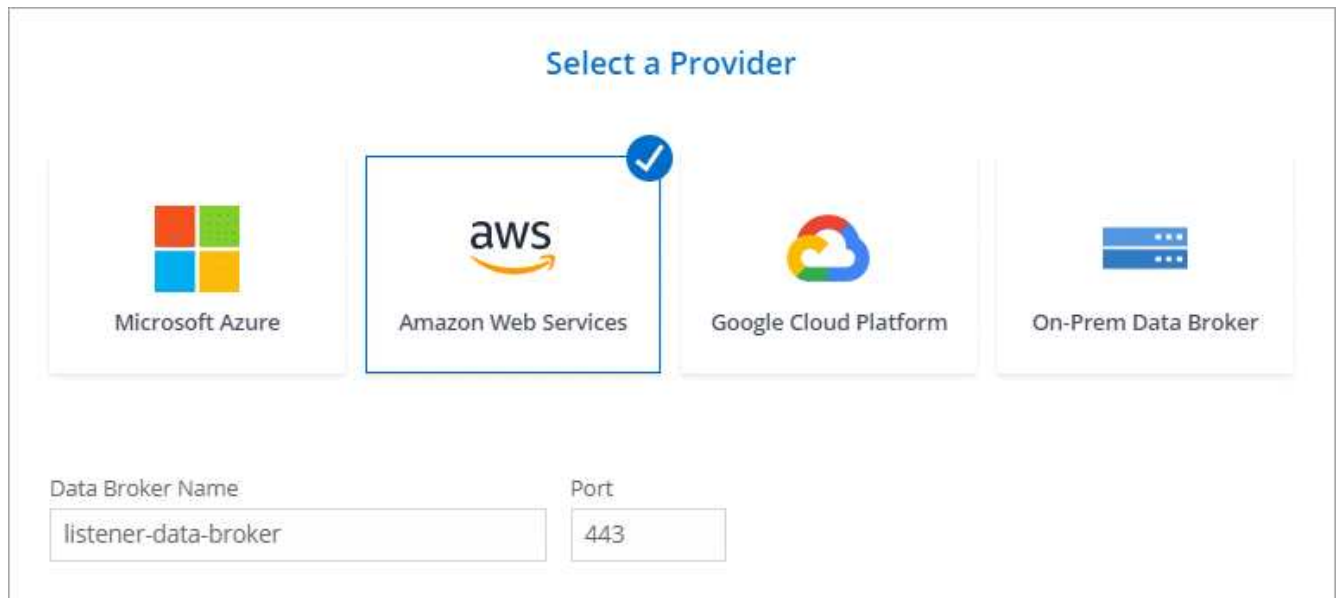 Select a Provider
aws
Microsoft Azure
Amazon Web Services
Google Cloud Platform
On-Prem Data Broker
Data Broker Name
Port
listener-data-broker
443